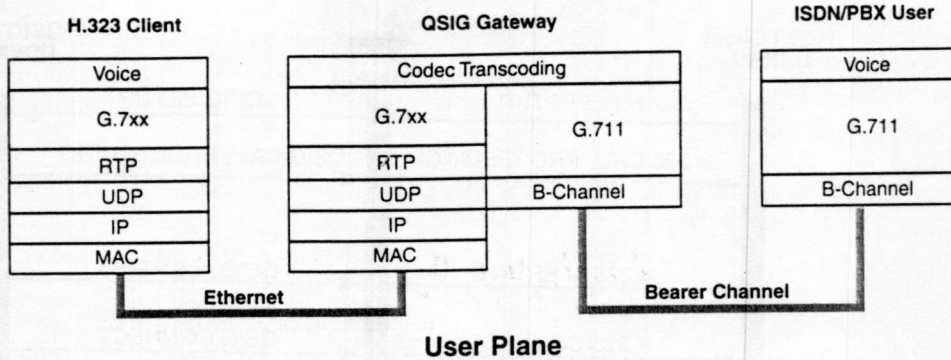 H.323 Client
QSIG Gateway
ISDN/PBX User
Voice
G.7xx
RTP
UDP
IP
MAC
Codec Transcoding
G.7xx
RTP
UDP
IP
MAC
G.711
B-Channel
Voice
G.711
B-Channel
Ethernet
Bearer Channel
User Plane